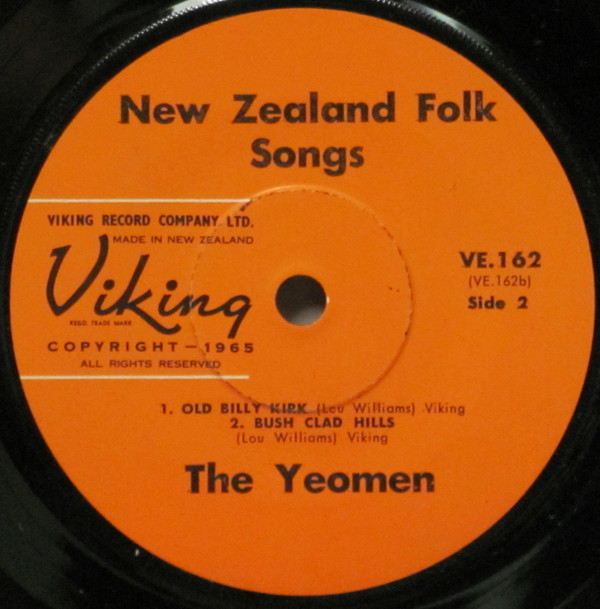 New Zealand Folk
Songs
VIKING RECORD COMPANY LTD.
MADE IN NEW ZEALAND
Viking
REGD. TRADE MARK
COPYRIGHT — 1965
ALL RIGHTS RESERVED
VE.162
(VE.162b)
Side 2
1. OLD BILLY KIRK (Lou Williams) Viking
2. BUSH CLAD HILLS
(Lou Williams) Viking
The Yeomen